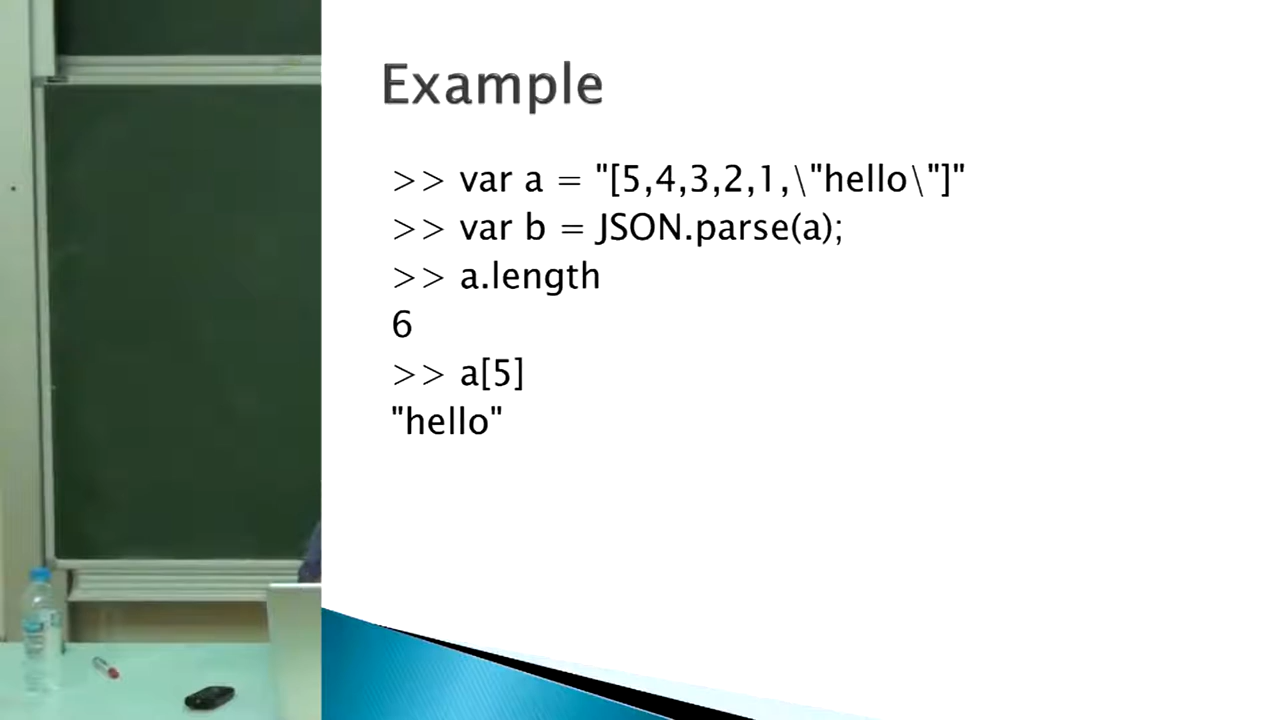 Example
>> var a = "[5,4,3,2,1,\"hello\"]"
>> var b = JSON.parse(a);
>> a.length
6
>> a[5]
"hello"